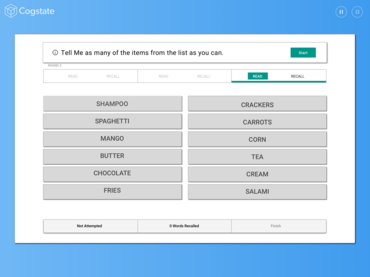 Cogstate
Tell Me as many of the items from the list as you can.
Start
READ RECALL READ RECALL READ RECALL
SHAMPOO CRACKERS
SPAGHETTI CARROTS
MANGO CORN
BUTTER TEA
CHOCOLATE CREAM
FRIES SALAMI
Not Attempted 0 Words Recalled Finish